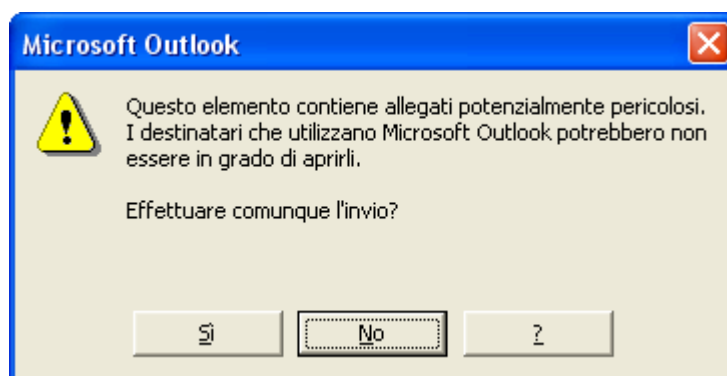 Microsoft Outlook
Questo elemento contiene allegati potenzialmente pericolosi.
I destinatari che utilizzano Microsoft Outlook potrebbero non
essere in grado di aprirli.
Effettuare comunque l'invio?
Sì No ?